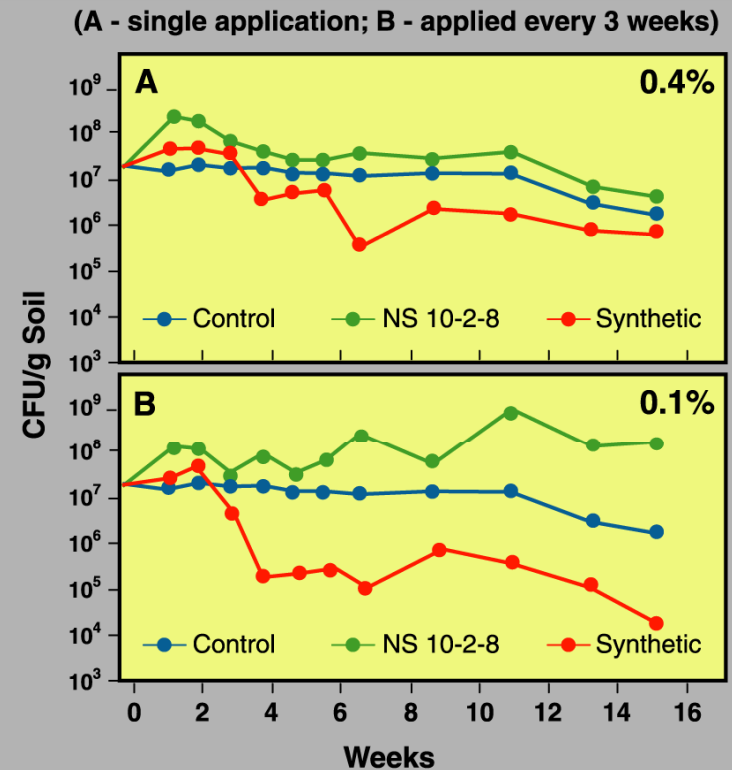 (A - single application; B - applied every 3 weeks)
A 0.4%
10⁹
10⁸
10⁷
10⁶
10⁵
10⁴
10³
Control NS 10-2-8 Synthetic
CFU/g Soil
B 0.1%
10⁹
10⁸
10⁷
10⁶
10⁵
10⁴
10³
Control NS 10-2-8 Synthetic
0 2 4 6 8 10 12 14 16
Weeks